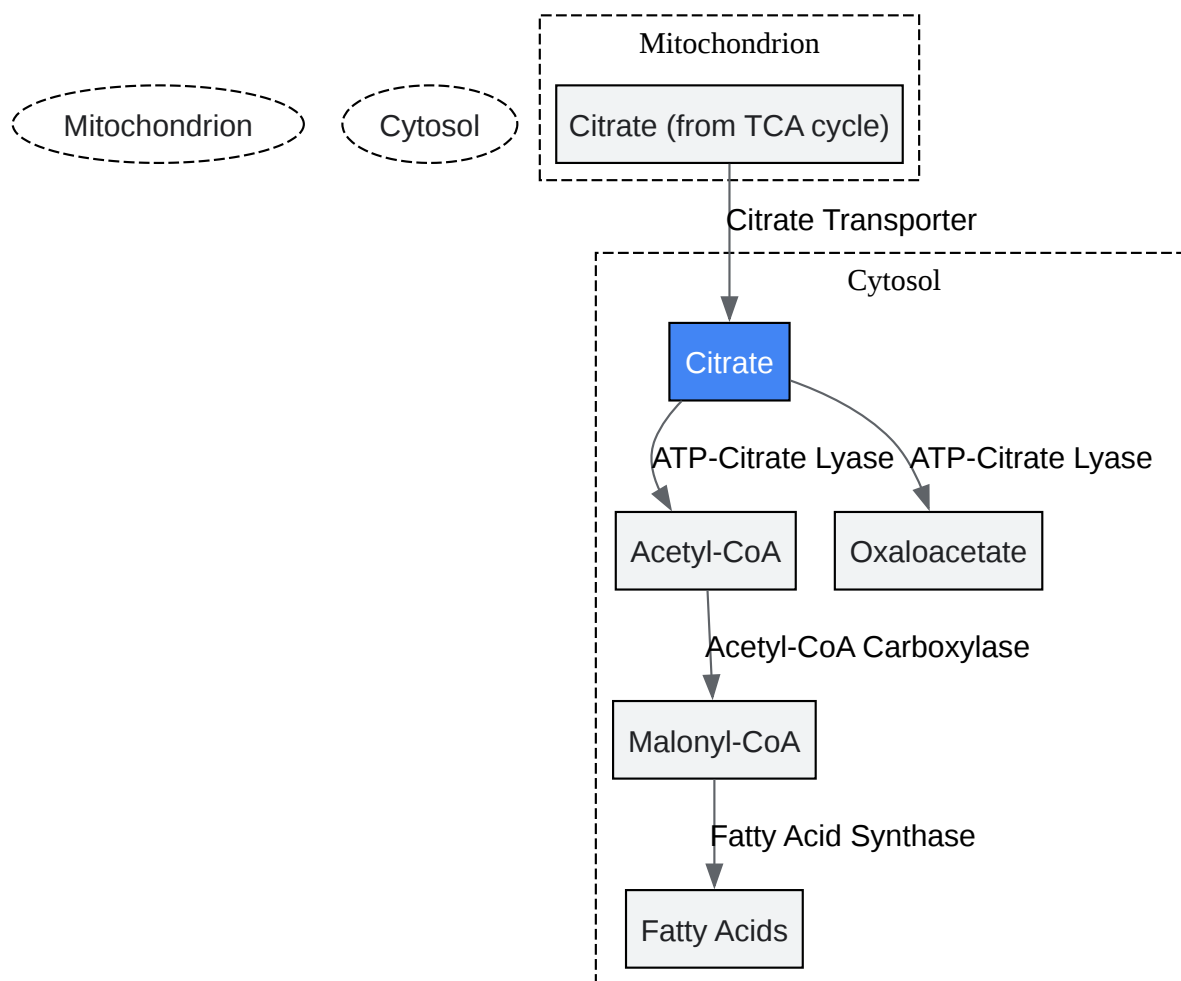 Mitochondrion
Mitochondrion
Cytosol
Citrate (from TCA cycle)
Citrate Transporter
Cytosol
Citrate
ATP-Citrate Lyase
ATP-Citrate Lyase
Acetyl-CoA
Oxaloacetate
Acetyl-CoA Carboxylase
Malonyl-CoA
Fatty Acid Synthase
Fatty Acids